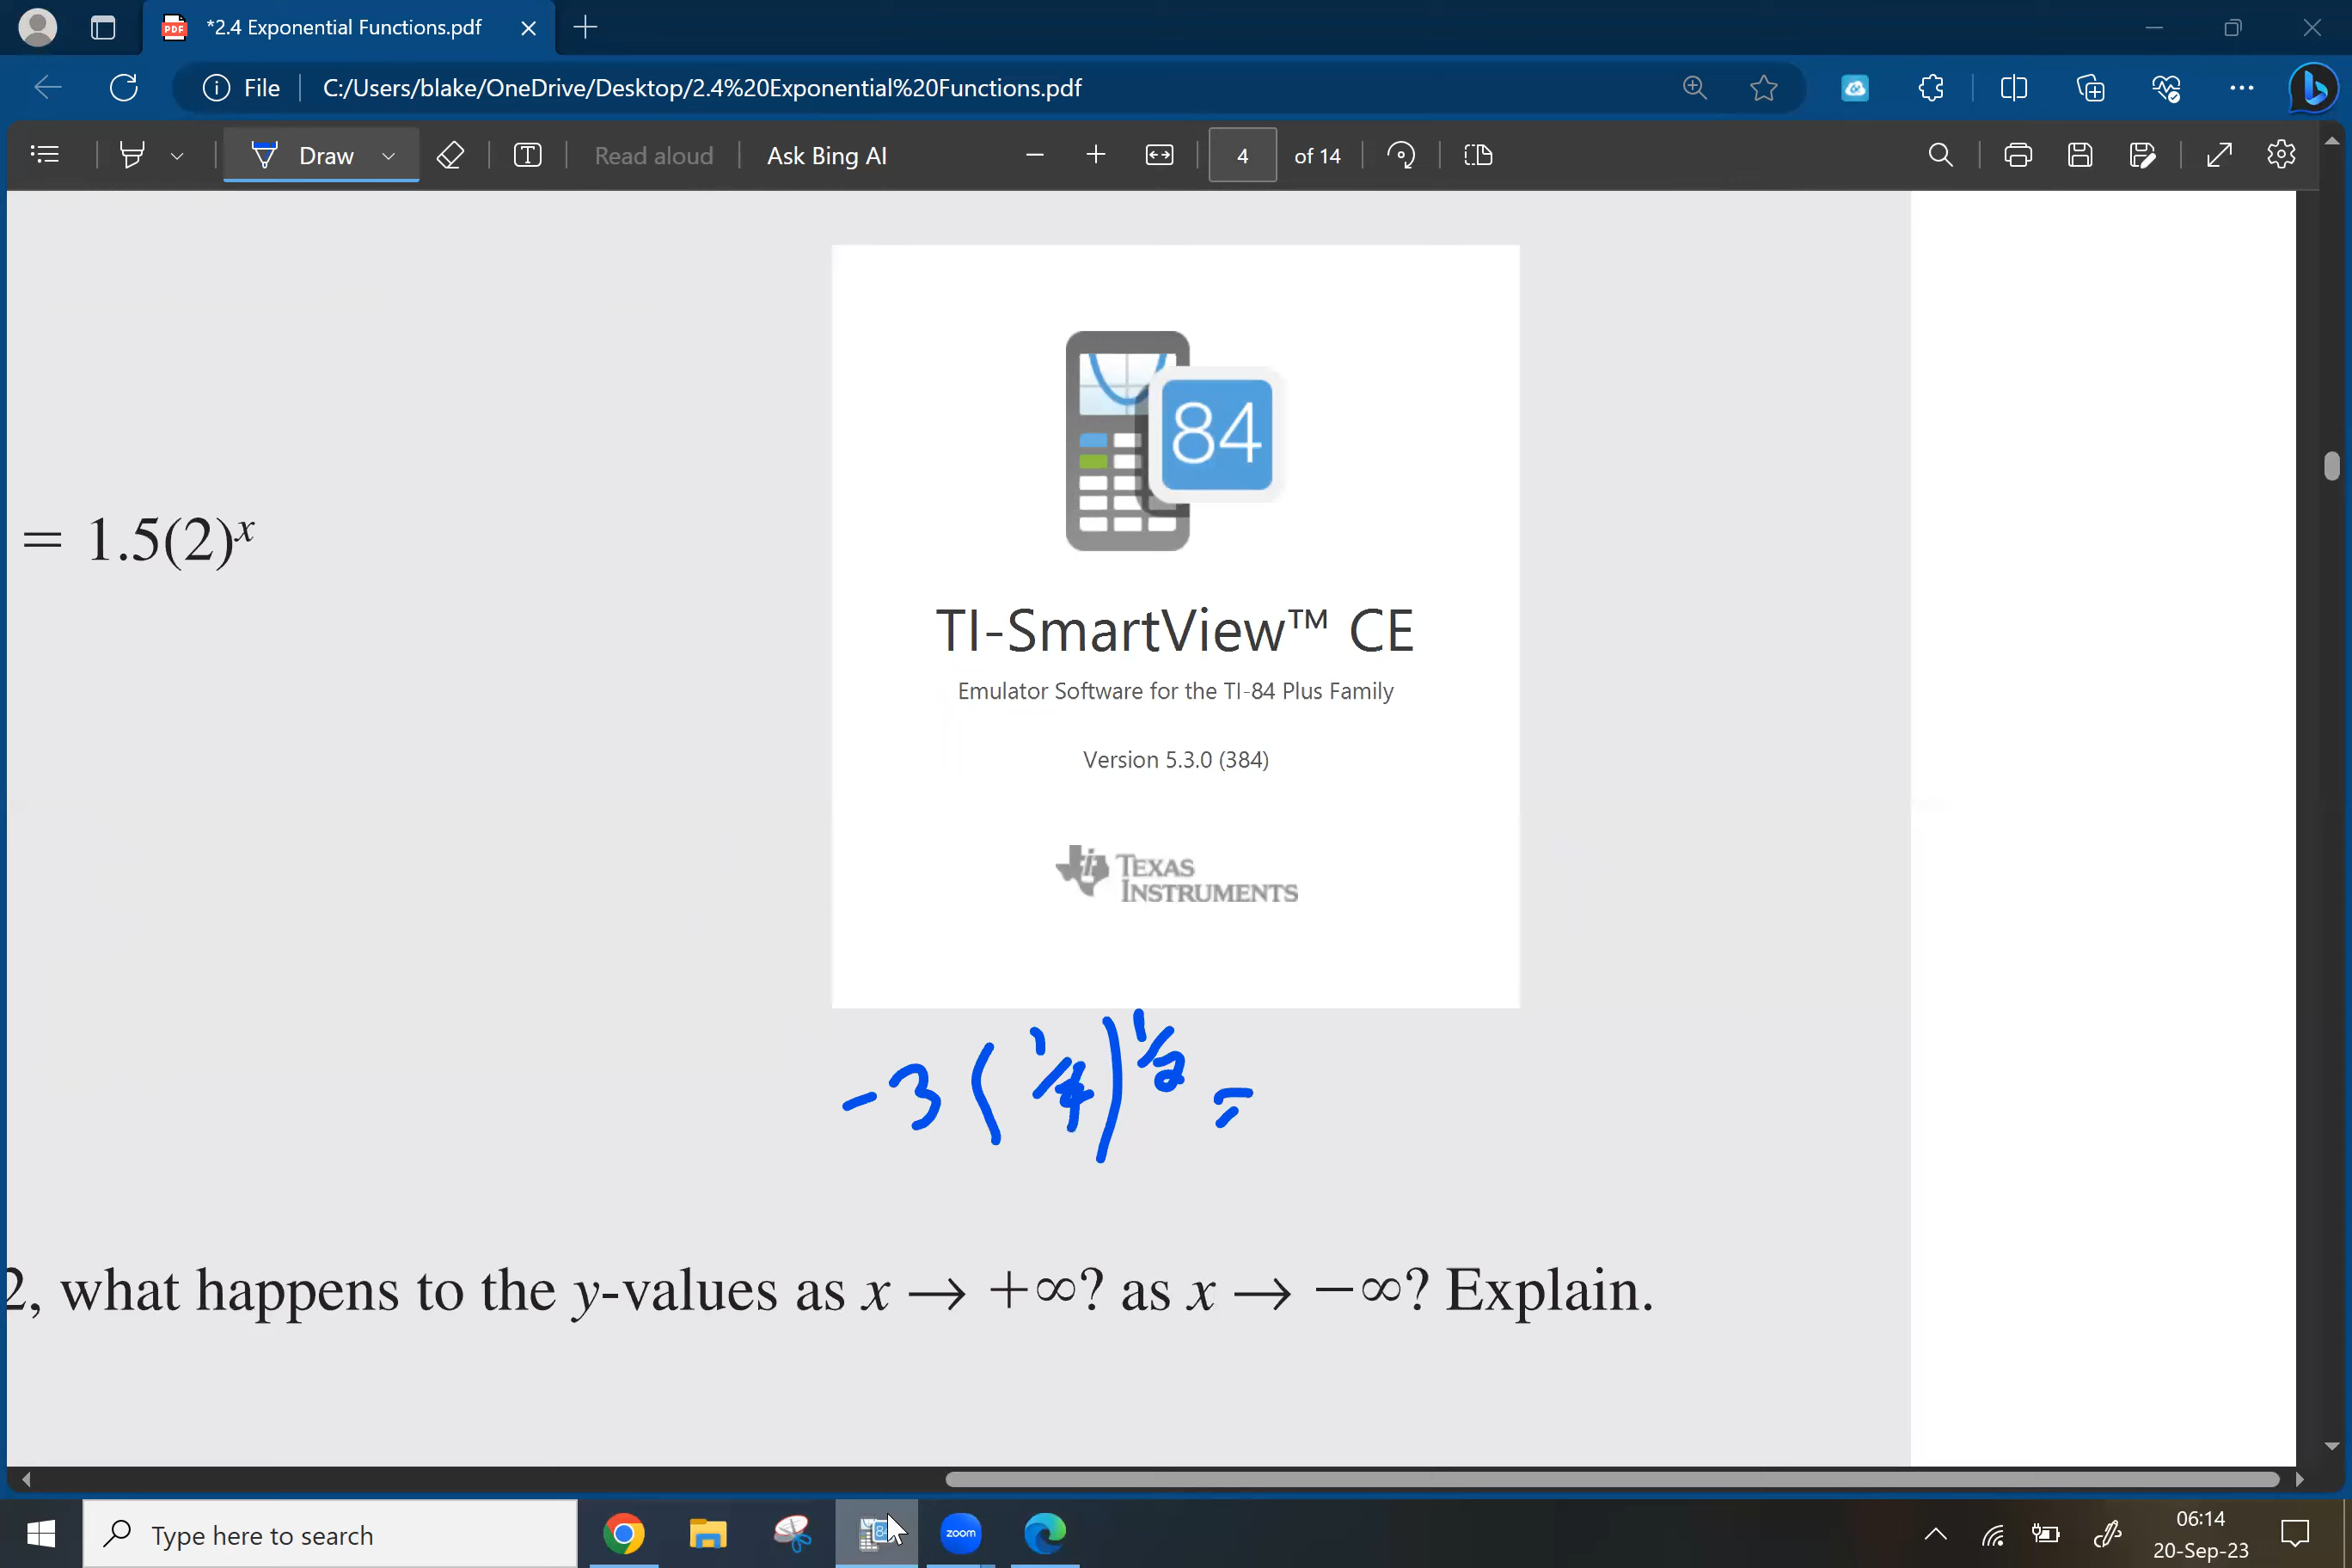 *2.4 Exponential Functions.pdf
File C:/Users/blake/OneDrive/Desktop/2.4%20Exponential%20Functions.pdf
Draw Read aloud Ask Bing AI 4 of 14
84
= 1.5(2)^x
TI-SmartView™ CE
Emulator Software for the TI-84 Plus Family
Version 5.3.0 (384)
TEXAS
INSTRUMENTS
-3(1/4)^1/2 =
2, what happens to the y-values as x → +∞? as x → −∞? Explain.
Type here to search
zoom
06:14
20-Sep-23